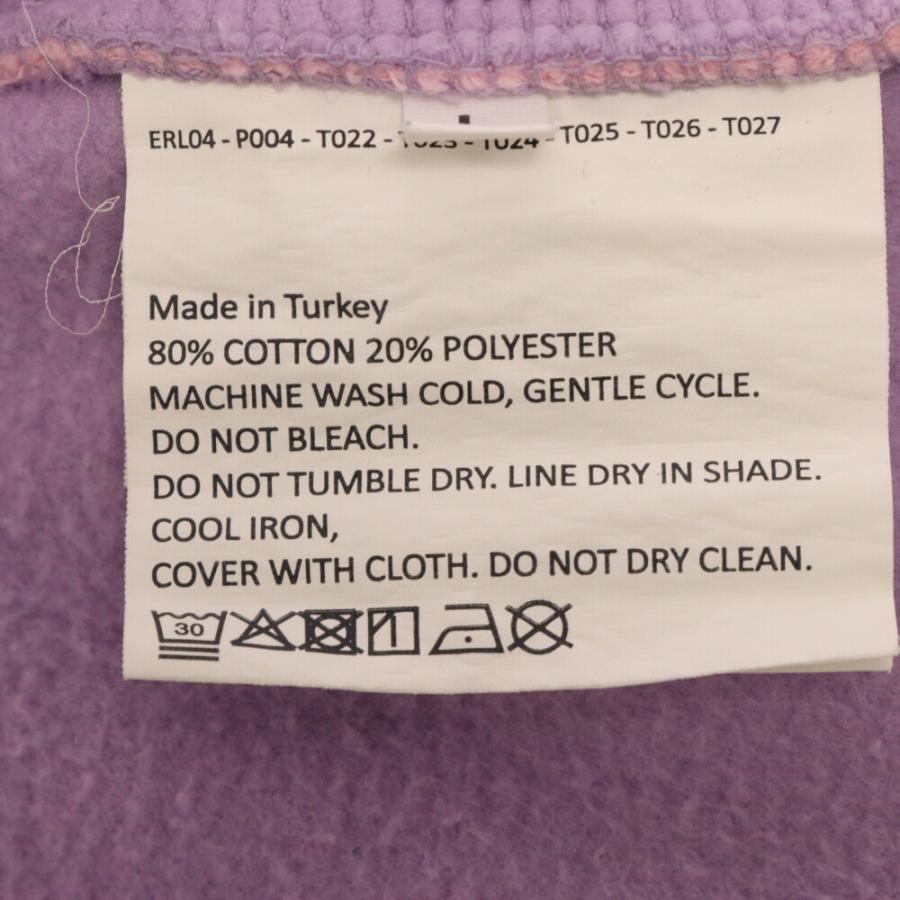 ERL04 - P004 - T022 - T023 - T024 - T025 - T026 - T027
Made in Turkey
80% COTTON 20% POLYESTER
MACHINE WASH COLD, GENTLE CYCLE.
DO NOT BLEACH.
DO NOT TUMBLE DRY. LINE DRY IN SHADE.
COOL IRON,
COVER WITH CLOTH. DO NOT DRY CLEAN.
30